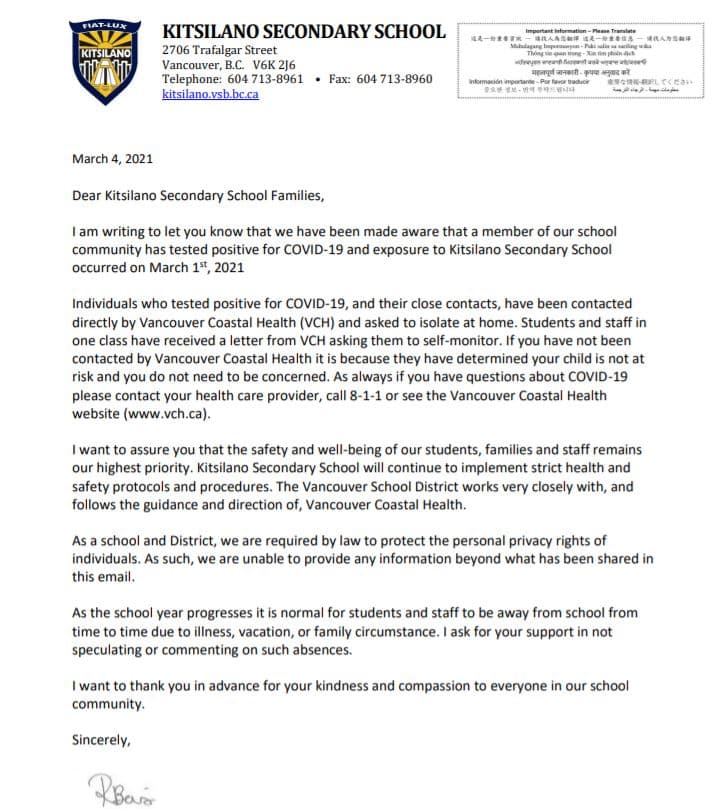 FIAT-LUX
KITSILANO
KITSILANO SECONDARY SCHOOL
2706 Trafalgar Street
Vancouver, B.C. V6K 2J6
Telephone: 604 713-8961 • Fax: 604 713-8960
kitsilano.vsb.bc.ca
Important Information – Please Translate
這是一份重要資訊 — 請找人為您翻譯 这是一份重要信息 — 请找人为您翻译
Mahalagang Impormasyon - Paki salin sa sariling wika
Thông tin quan trọng - Xin tìm phiên dịch
महत्वपूर्ण जानकारी - कृपया अनुवाद करें
Información importante - Por favor traducir 重要な情報-翻訳してください
중요한 정보 - 번역 부탁드립니다 معلومات مهمة - الرجاء الترجمة
March 4, 2021
Dear Kitsilano Secondary School Families,
I am writing to let you know that we have been made aware that a member of our school
community has tested positive for COVID-19 and exposure to Kitsilano Secondary School
occurred on March 1st, 2021
Individuals who tested positive for COVID-19, and their close contacts, have been contacted
directly by Vancouver Coastal Health (VCH) and asked to isolate at home. Students and staff in
one class have received a letter from VCH asking them to self-monitor. If you have not been
contacted by Vancouver Coastal Health it is because they have determined your child is not at
risk and you do not need to be concerned. As always if you have questions about COVID-19
please contact your health care provider, call 8-1-1 or see the Vancouver Coastal Health
website (www.vch.ca).
I want to assure you that the safety and well-being of our students, families and staff remains
our highest priority. Kitsilano Secondary School will continue to implement strict health and
safety protocols and procedures. The Vancouver School District works very closely with, and
follows the guidance and direction of, Vancouver Coastal Health.
As a school and District, we are required by law to protect the personal privacy rights of
individuals. As such, we are unable to provide any information beyond what has been shared in
this email.
As the school year progresses it is normal for students and staff to be away from school from
time to time due to illness, vacation, or family circumstance. I ask for your support in not
speculating or commenting on such absences.
I want to thank you in advance for your kindness and compassion to everyone in our school
community.
Sincerely,